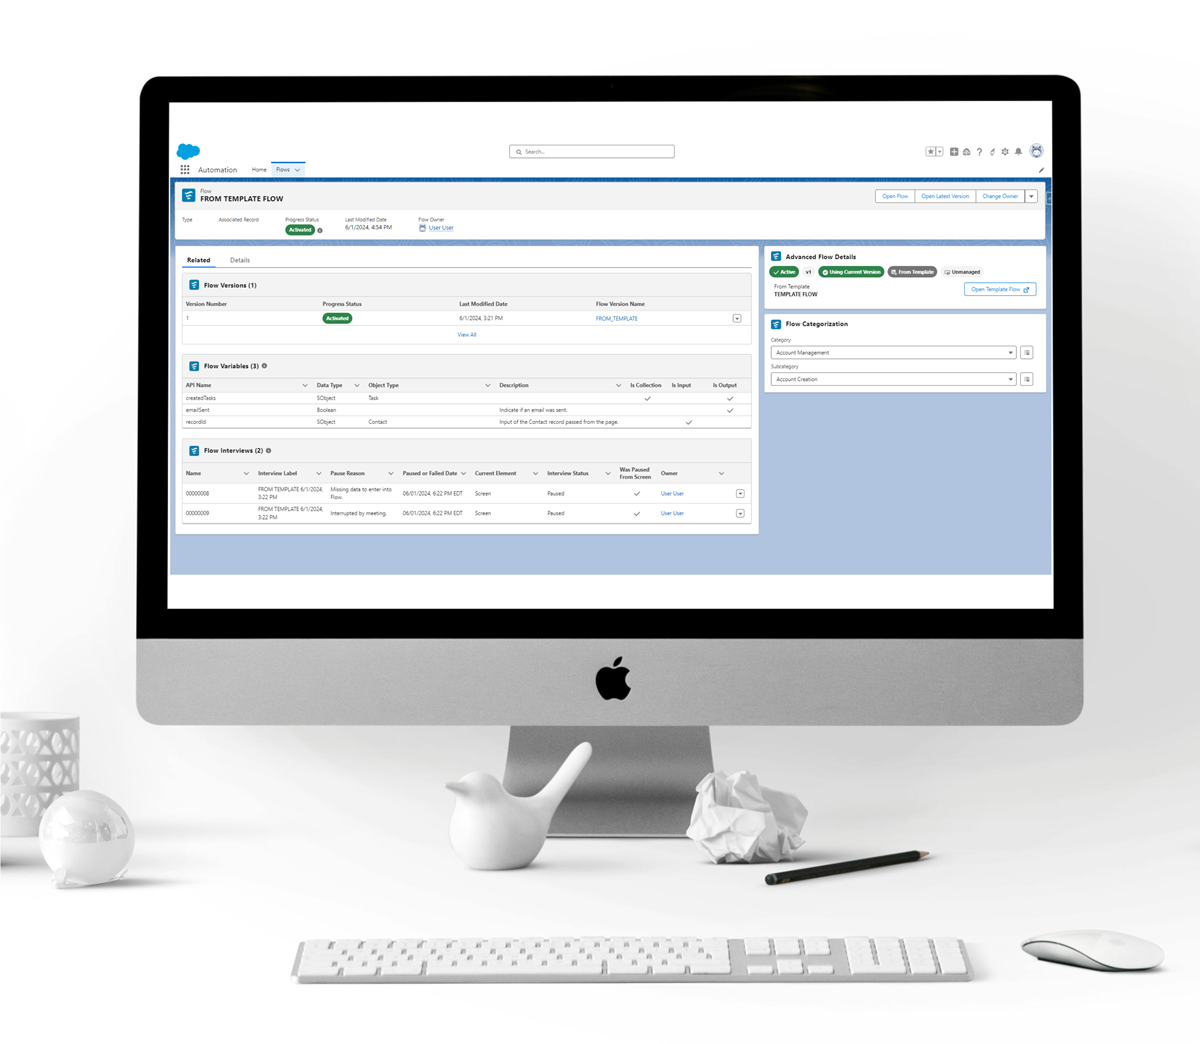 Search...
Automation Home Flows
Flow
FROM TEMPLATE FLOW
Open Flow Open Latest Version Change Owner
Type Associated Record Progress Status Last Modified Date Flow Owner
Activated 6/1/2024, 4:54 PM User User
Related Details
Flow Versions (1)
Version Number Progress Status Last Modified Date Flow Version Name
1 Activated 6/1/2024, 3:21 PM FROM_TEMPLATE
View All
Flow Variables (3)
API Name Data Type Object Type Description Is Collection Is Input Is Output
createdTasks SObject Task
emailSent Boolean Indicate if an email was sent.
recordId SObject Contact Input of the Contact record passed from the page.
Flow Interviews (2)
Name Interview Label Pause Reason Paused or Failed Date Current Element Interview Status Was Paused From Screen Owner
00000008 FROM TEMPLATE 6/1/2024, 3:22 PM Missing data to enter into Flow. 06/01/2024, 6:22 PM EDT Screen Paused User User
00000009 FROM TEMPLATE 6/1/2024, 3:22 PM Interrupted by meeting. 06/01/2024, 6:22 PM EDT Screen Paused User User
Advanced Flow Details
Active v1 Using Current Version From Template Unmanaged
From Template
TEMPLATE FLOW
Open Template Flow
Flow Categorization
Category
Account Management
Subcategory
Account Creation